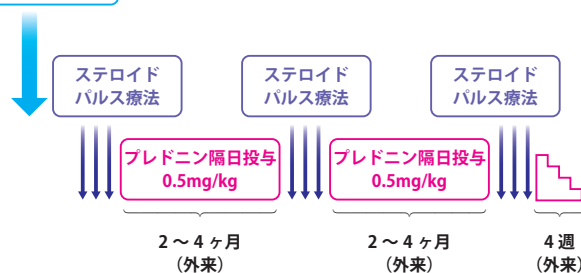 ステロイド
パルス療法
ステロイド
パルス療法
ステロイド
パルス療法
プレドニン隔日投与
0.5mg/kg
プレドニン隔日投与
0.5mg/kg
2～4ヶ月
（外来）
2～4ヶ月
（外来）
4週
（外来）